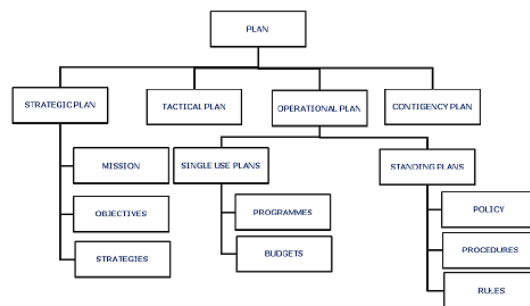 PLAN
STRATEGIC PLAN
TACTICAL PLAN
OPERATIONAL PLAN
CONTIGENCY PLAN
MISSION
OBJECTIVES
STRATEGIES
SINGLE USE PLANS
PROGRAMMES
BUDGETS
STANDING PLANS
POLICY
PROCEDURES
RULES